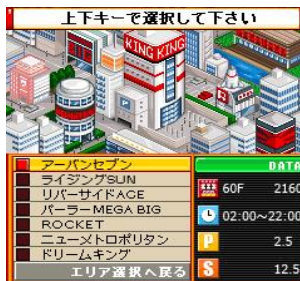 上下キーで選択して下さい
KING KING
アーバンセブン
ライジングSUN
リバーサイドACE
パーラーMEGA BIG
ROCKET
ニューメトロポリタン
ドリームキング
エリア選択へ戻る
DATA
60F 2160
02:00～22:00
P 2.5
S 12.5